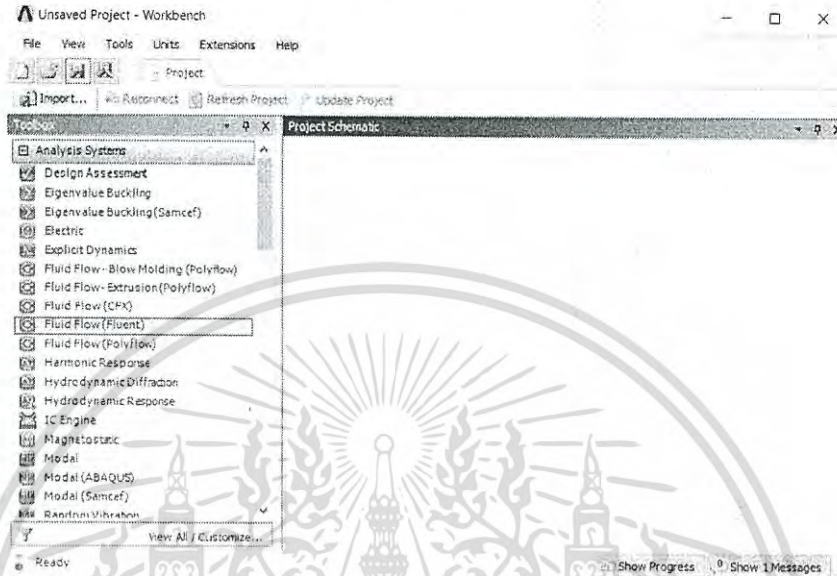 Unsaved Project - Workbench
File View Tools Units Extensions Help
Project
Import... Reconnect Refresh Project Update Project
Toolbox Project Schematic
Analysis Systems
Design Assessment
Eigenvalue Buckling
Eigenvalue Buckling (Samcef)
Electric
Explicit Dynamics
Fluid Flow - Blow Molding (Polyflow)
Fluid Flow - Extrusion (Polyflow)
Fluid Flow (CFX)
Fluid Flow (Fluent)
Fluid Flow (Polyflow)
Harmonic Response
Hydrodynamic Diffraction
Hydrodynamic Response
IC Engine
Magnetostatic
Modal
Modal (ABAQUS)
Modal (Samcef)
Random Vibration
View All / Customize...
Ready Show Progress Show 1 Messages